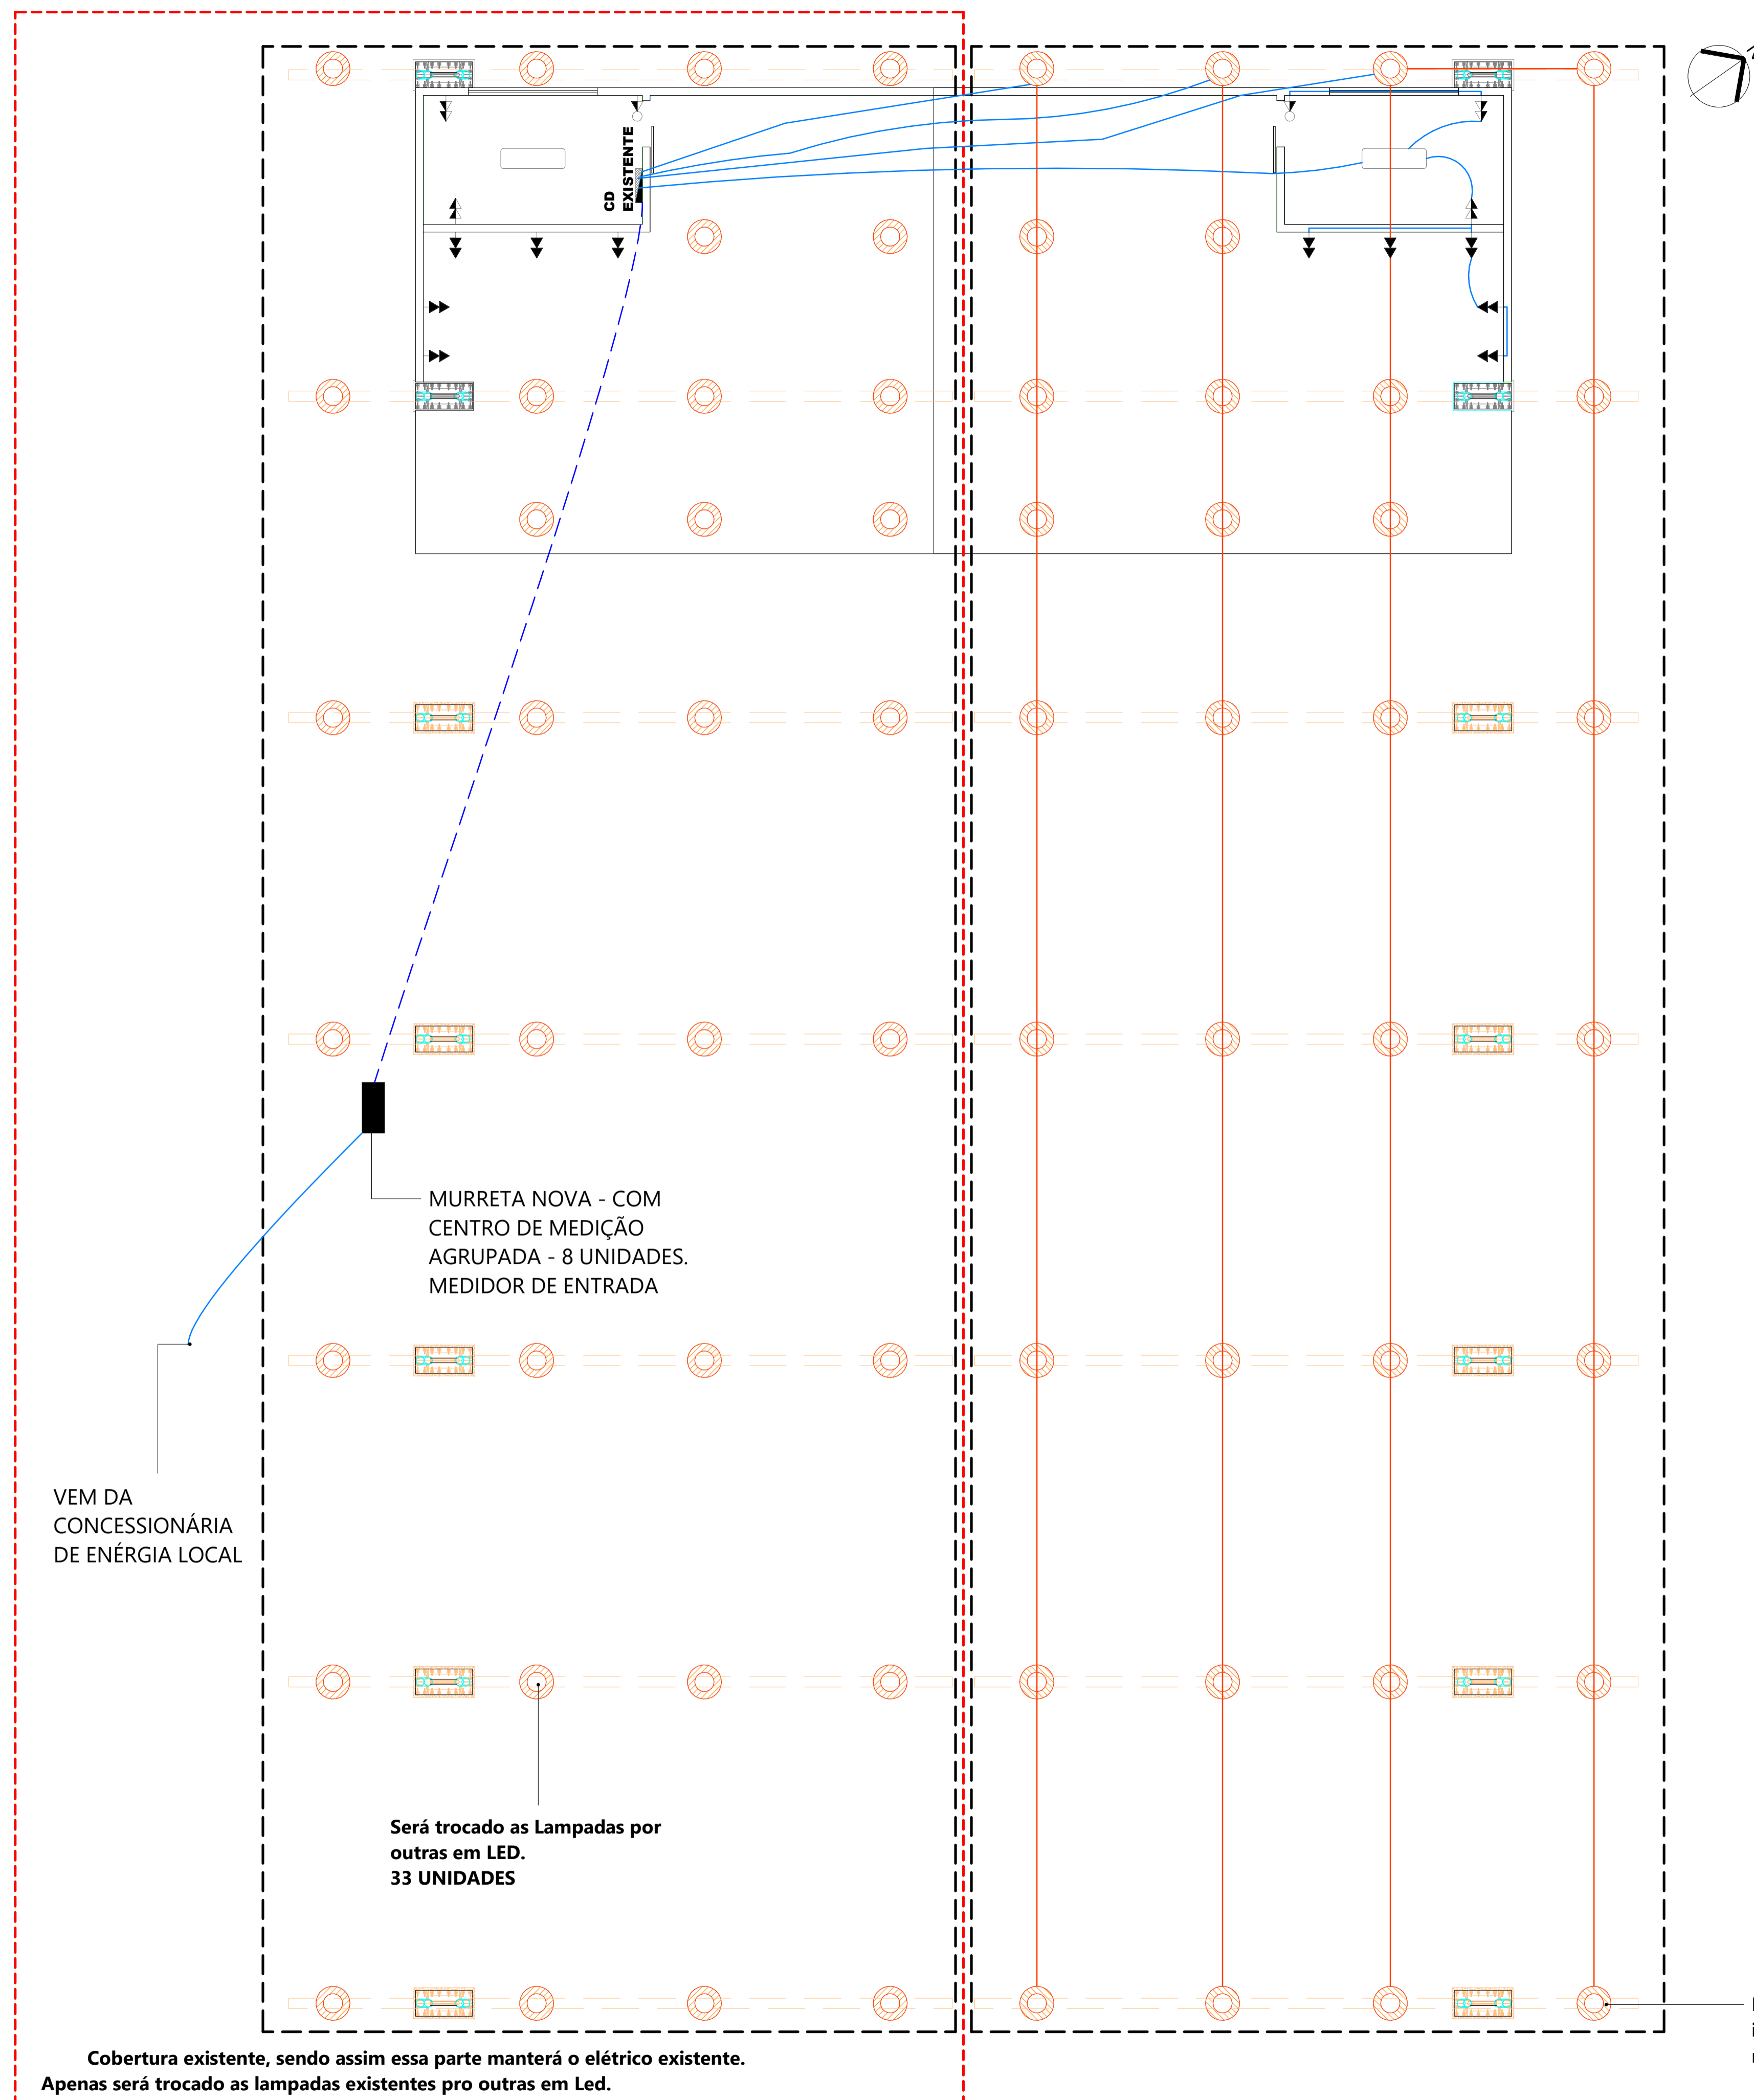 CD
EXISTENTE
MURRETA NOVA - COM
CENTRO DE MEDIÇÃO
AGRUPADA - 8 UNIDADES.
MEDIDOR DE ENTRADA
VEM DA
CONCESSIONÁRIA
DE ENÉRGIA LOCAL
Será trocado as Lampadas por
outras em LED.
33 UNIDADES
Cobertura existente, sendo assim essa parte manterá o elétrico existente.
Apenas será trocado as lampadas existentes pro outras em Led.